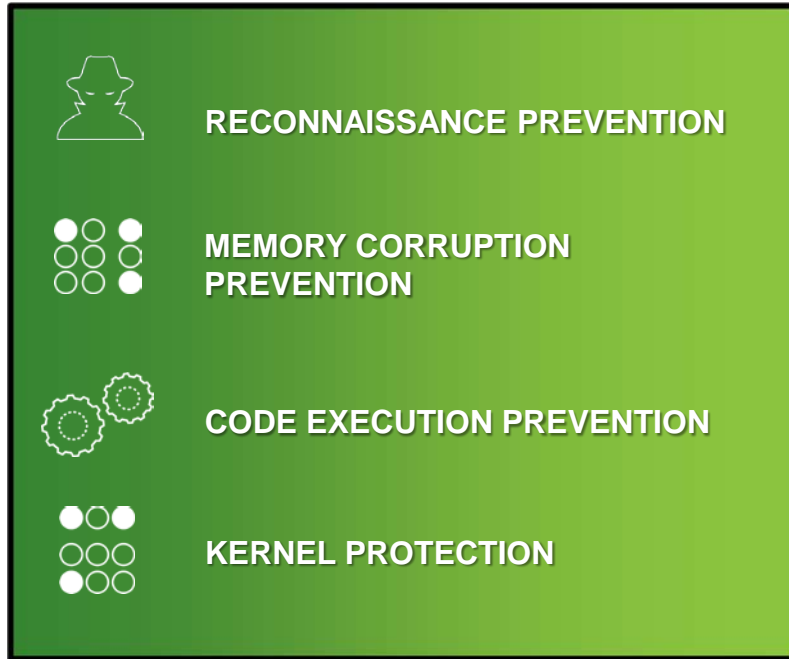 RECONNAISSANCE PREVENTION
MEMORY CORRUPTION
PREVENTION
CODE EXECUTION PREVENTION
KERNEL PROTECTION